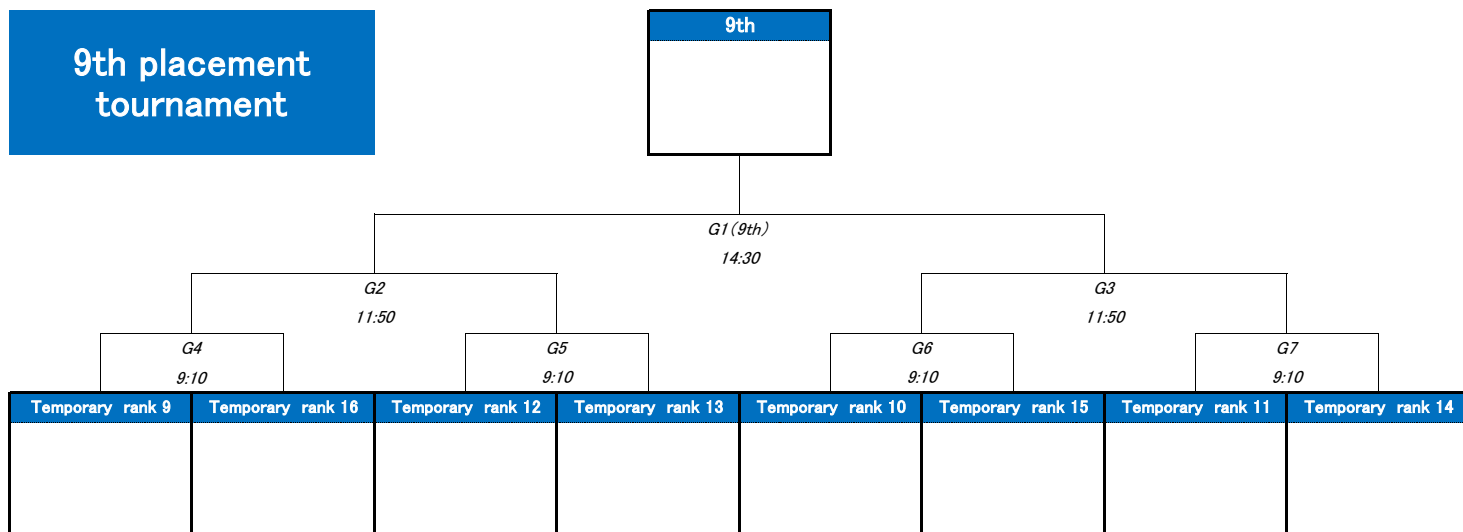 9th placement
tournament
9th
G1(9th)
14:30
G2
G3
11:50
11:50
G4
G5
G6
G7
9:10
9:10
9:10
9:10
Temporary rank 9
Temporary rank 16
Temporary rank 12
Temporary rank 13
Temporary rank 10
Temporary rank 15
Temporary rank 11
Temporary rank 14